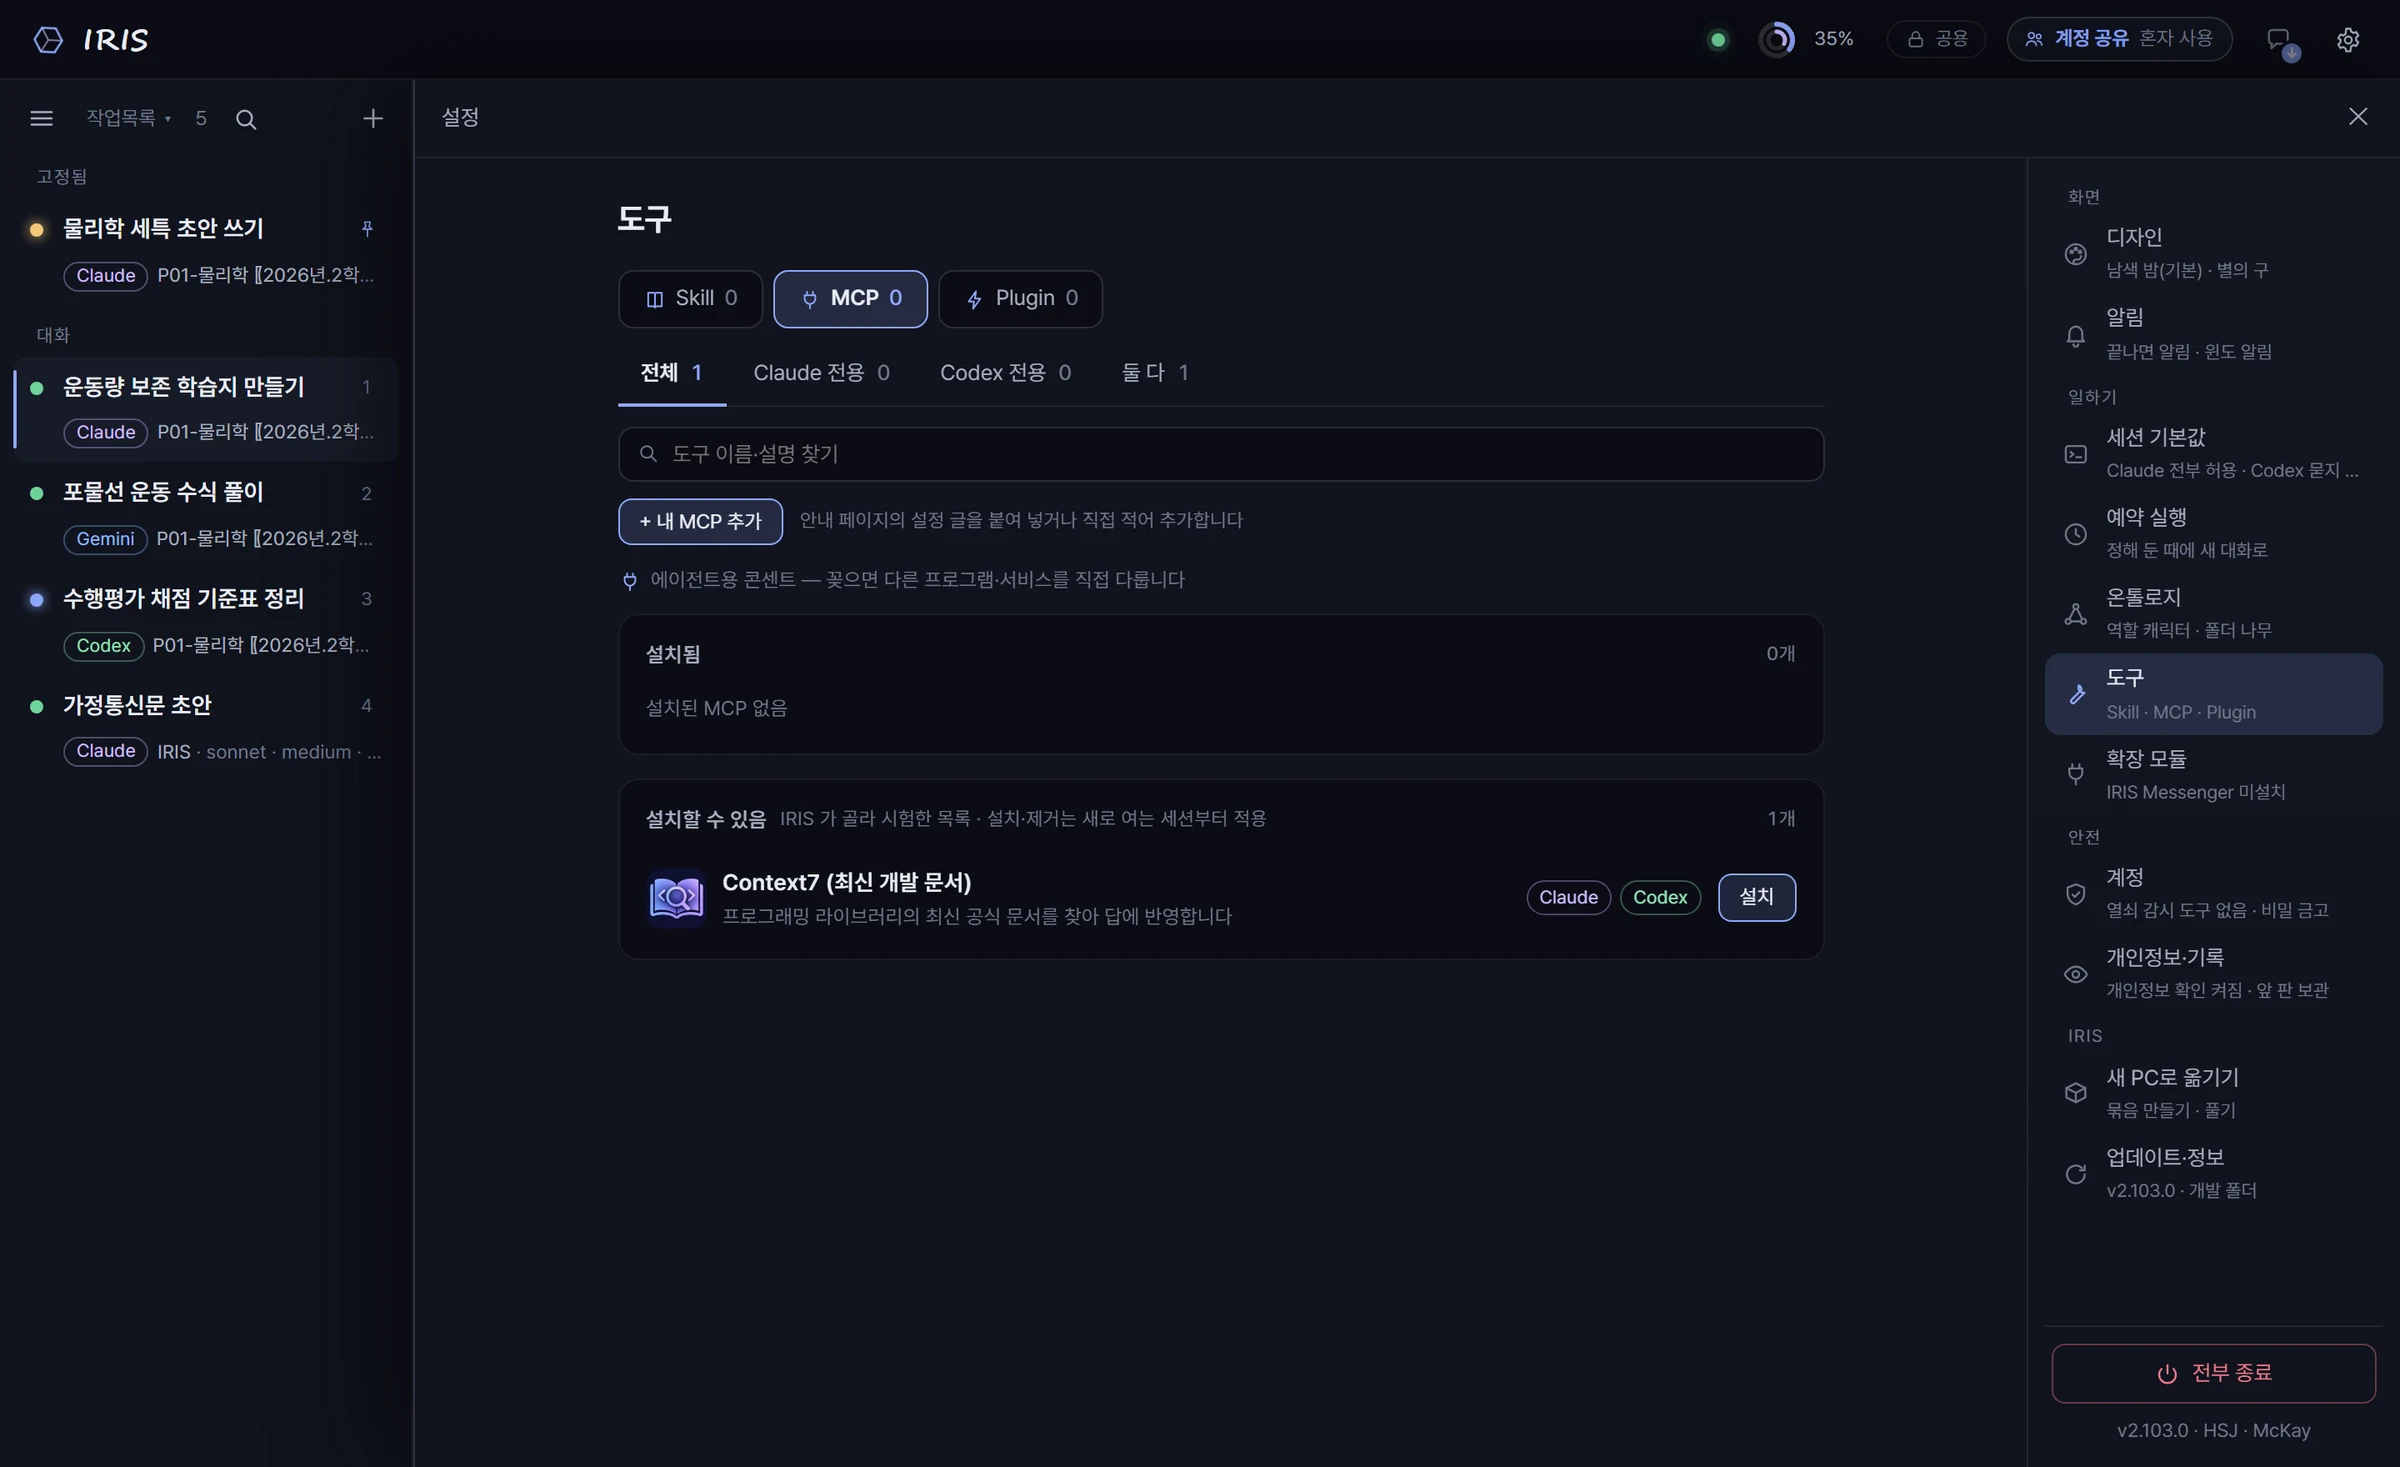 IRIS
35%
공용
계정 공유 혼자 사용
작업목록 ▾ 5
고정됨
물리학 세특 초안 쓰기
Claude P01-물리학 〖2026년.2학...
대화
운동량 보존 학습지 만들기 1
Claude P01-물리학 〖2026년.2학...
포물선 운동 수식 풀이 2
Gemini P01-물리학 〖2026년.2학...
수행평가 채점 기준표 정리 3
Codex P01-물리학 〖2026년.2학...
가정통신문 초안 4
Claude IRIS · sonnet · medium · ...
설정
도구
Skill 0
MCP 0
Plugin 0
전체 1
Claude 전용 0
Codex 전용 0
둘 다 1
도구 이름·설명 찾기
+ 내 MCP 추가 안내 페이지의 설정 글을 붙여 넣거나 직접 적어 추가합니다
에이전트용 콘센트 — 꽂으면 다른 프로그램·서비스를 직접 다룹니다
설치됨 0개
설치된 MCP 없음
설치할 수 있음 IRIS 가 골라 시험한 목록 · 설치·제거는 새로 여는 세션부터 적용 1개
Context7 (최신 개발 문서)
프로그래밍 라이브러리의 최신 공식 문서를 찾아 답에 반영합니다
Claude Codex 설치
화면
디자인
남색 밤(기본) · 별의 구
알림
끝나면 알림 · 윈도 알림
일하기
세션 기본값
Claude 전부 허용 · Codex 묻지 ...
예약 실행
정해 둔 때에 새 대화로
온톨로지
역할 캐릭터 · 폴더 나무
도구
Skill · MCP · Plugin
확장 모듈
IRIS Messenger 미설치
안전
계정
열쇠 감시 도구 없음 · 비밀 금고
개인정보·기록
개인정보 확인 켜짐 · 앞 판 보관
IRIS
새 PC로 옮기기
묶음 만들기 · 풀기
업데이트·정보
v2.103.0 · 개발 폴더
전부 종료
v2.103.0 · HSJ · McKay